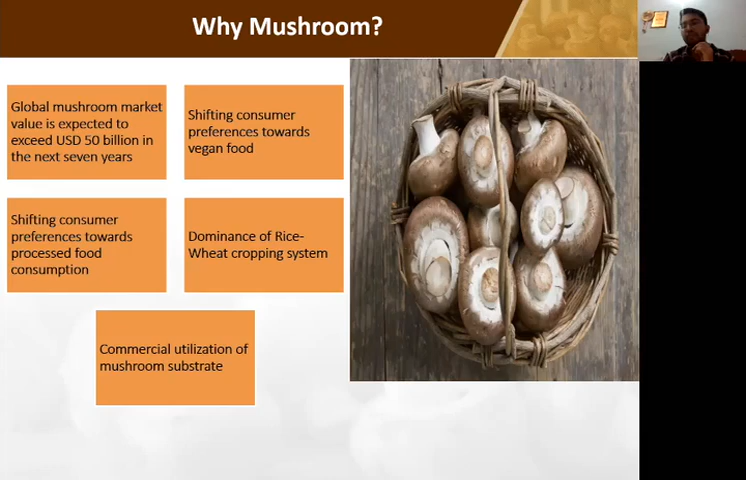 Why Mushroom?
Global mushroom market
value is expected to
exceed USD 50 billion in
the next seven years
Shifting consumer
preferences towards
vegan food
Shifting consumer
preferences towards
processed food
consumption
Dominance of Rice-
Wheat cropping system
Commercial utilization of
mushroom substrate